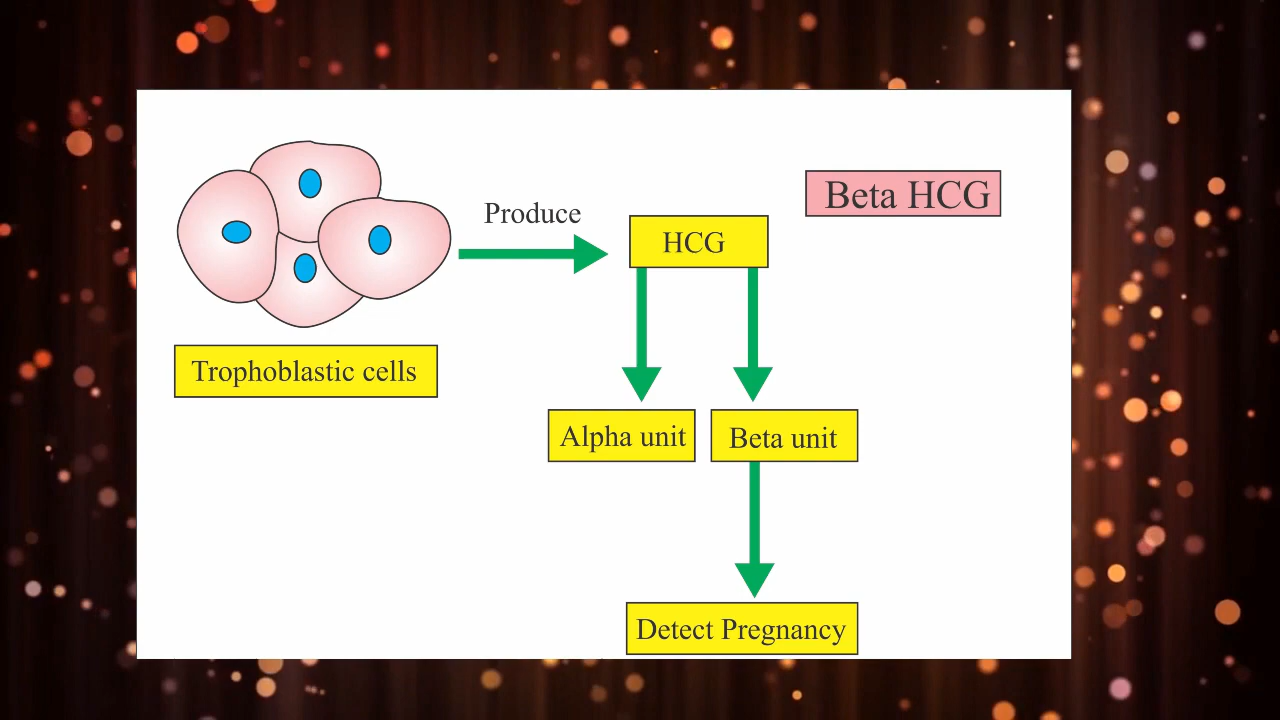 Beta HCG
Produce
HCG
Trophoblastic cells
Alpha unit
Beta unit
Detect Pregnancy